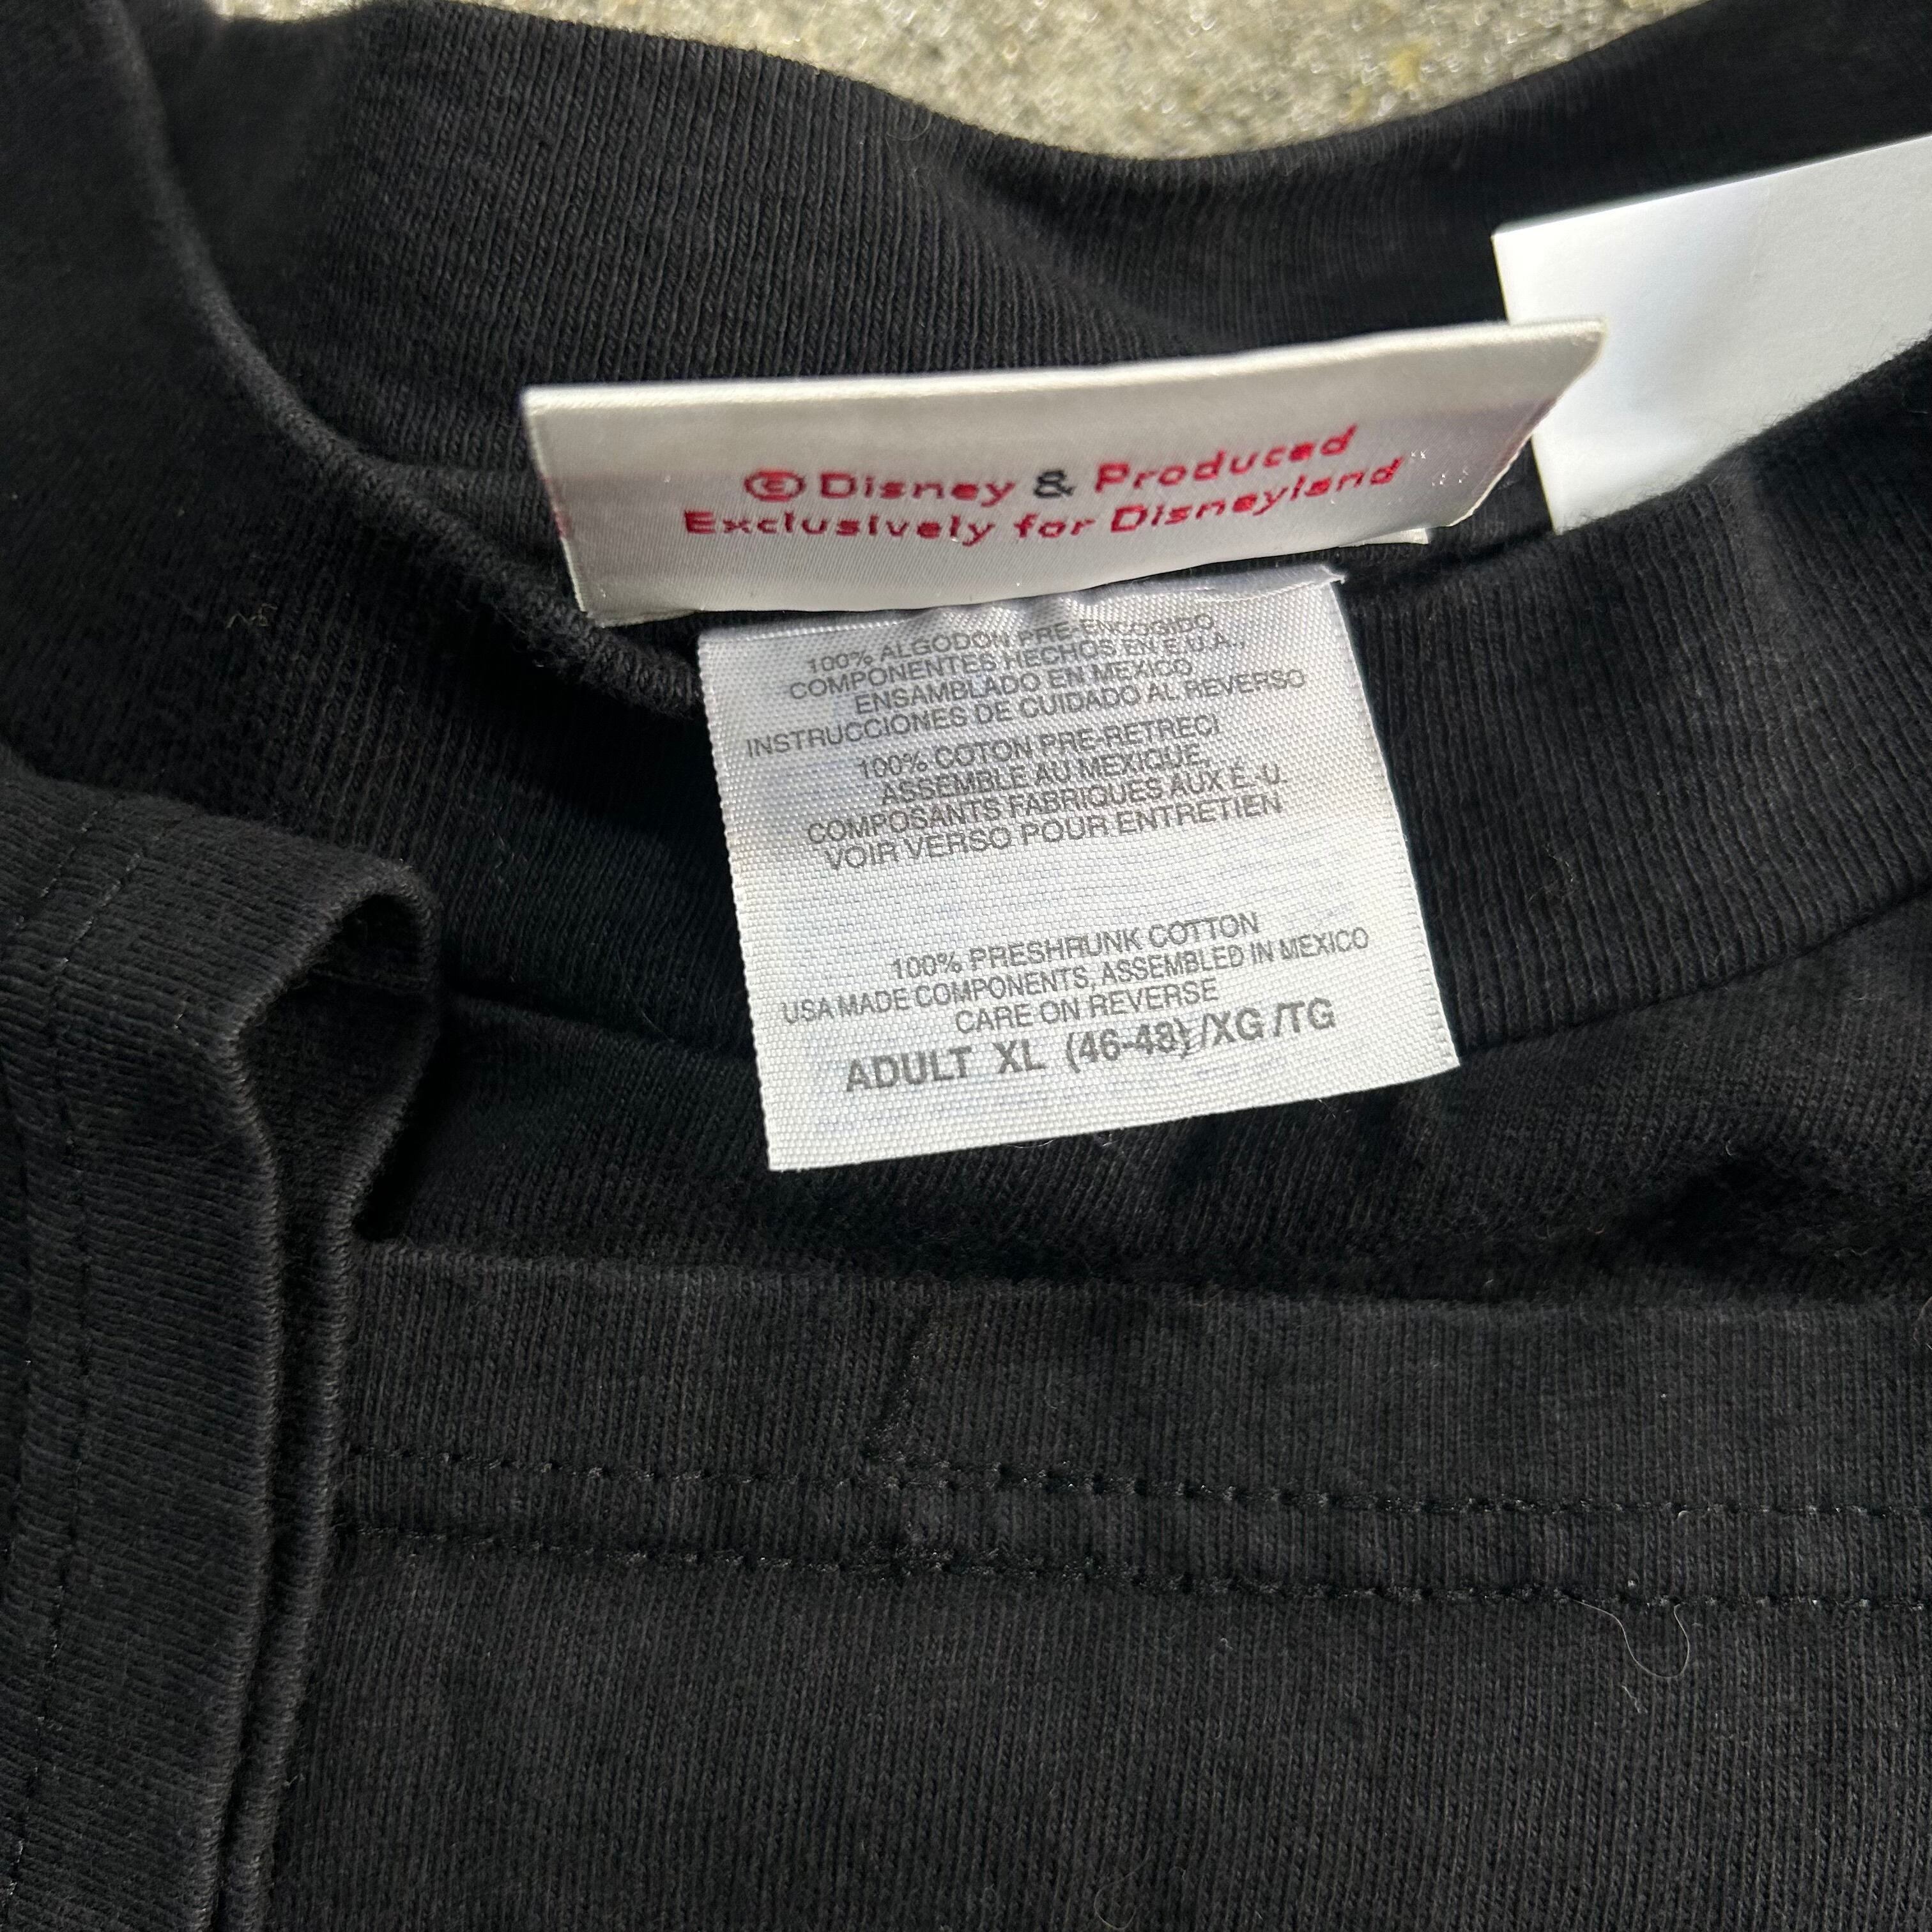 ©Disney & Produced
Exclusively for Disneyland
100% ALGODON PRE-ENCOGIDO
COMPONENTES HECHOS EN E.U.A.,
ENSAMBLADO EN MEXICO,
INSTRUCCIONES DE CUIDADO AL REVERSO
100% COTON PRE-RETRECI
ASSEMBLE AU MEXIQUE,
COMPOSANTS FABRIQUES AUX É.-U.
VOIR VERSO POUR ENTRETIEN
100% PRESHRUNK COTTON
USA MADE COMPONENTS, ASSEMBLED IN MEXICO
CARE ON REVERSE
ADULT XL (46-48)/XG/TG